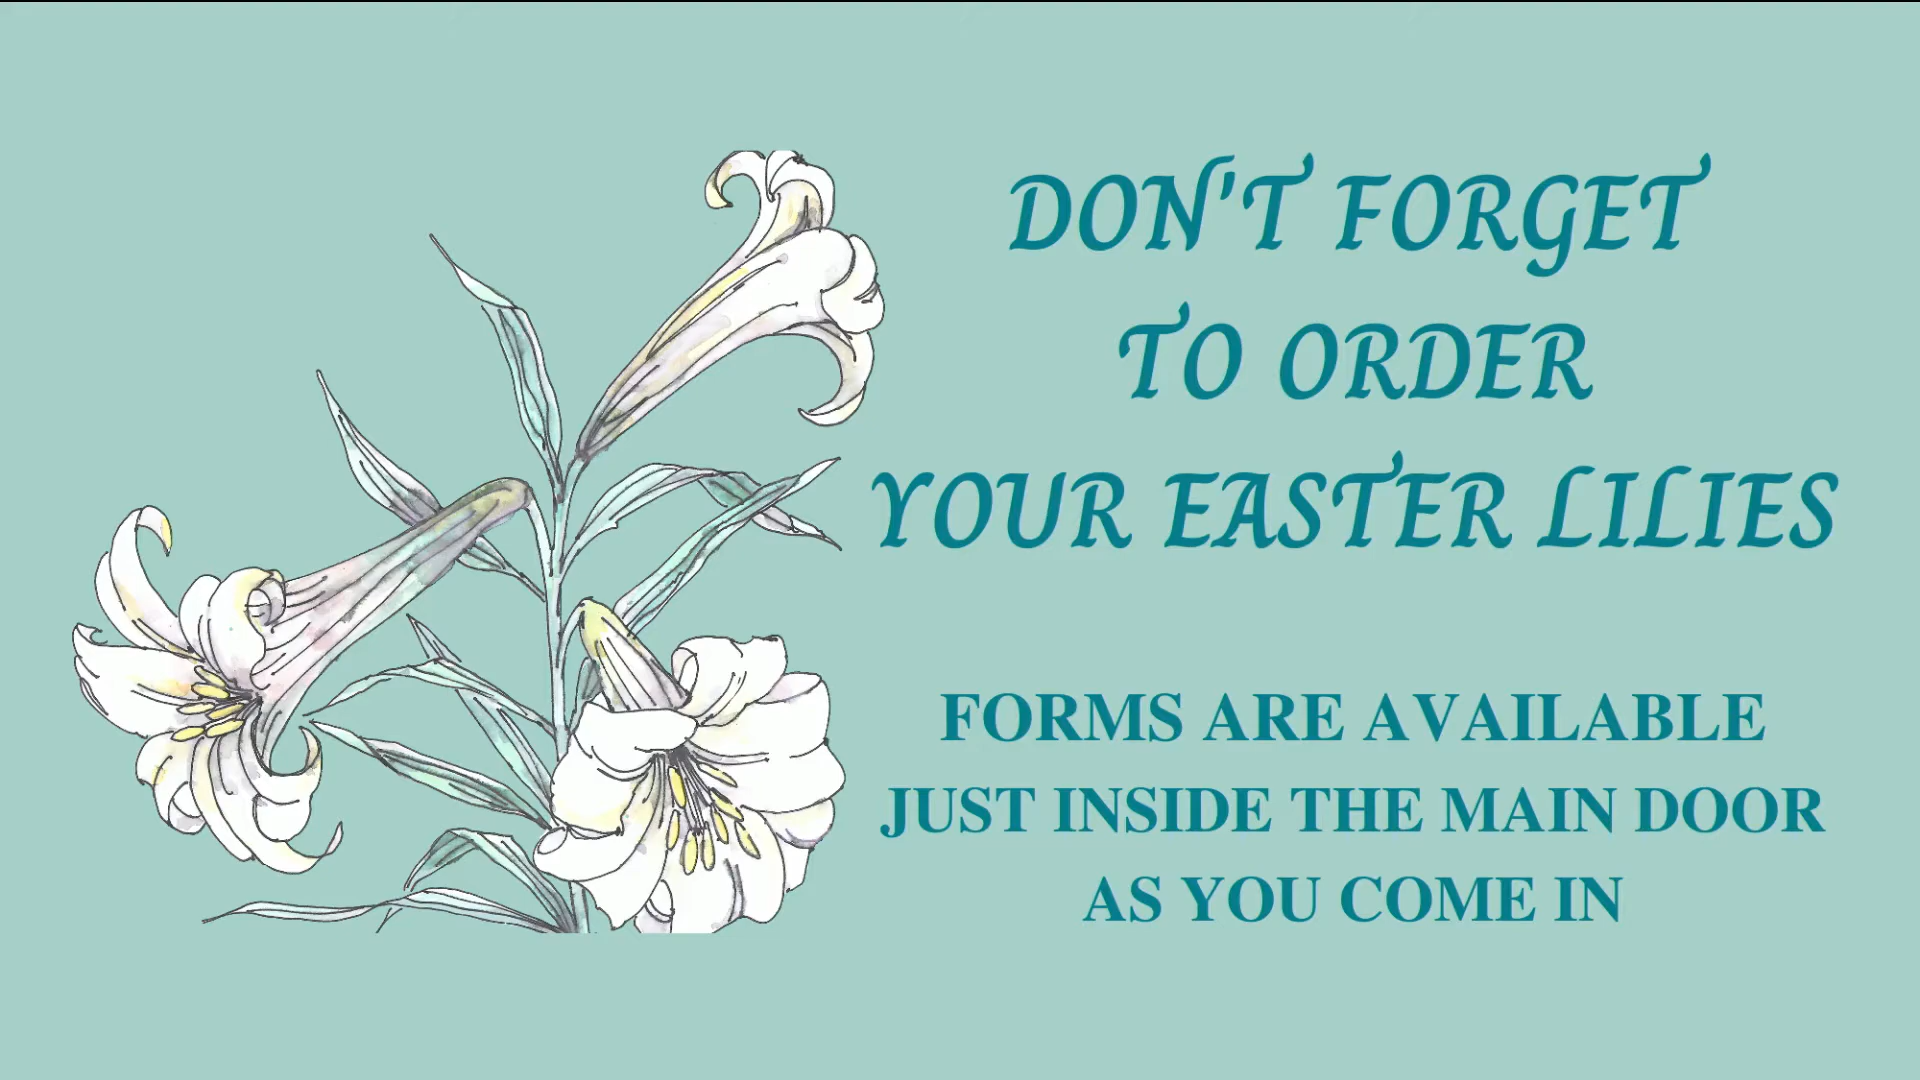 DON'T FORGET
TO ORDER
YOUR EASTER LILIES
FORMS ARE AVAILABLE
JUST INSIDE THE MAIN DOOR
AS YOU COME IN